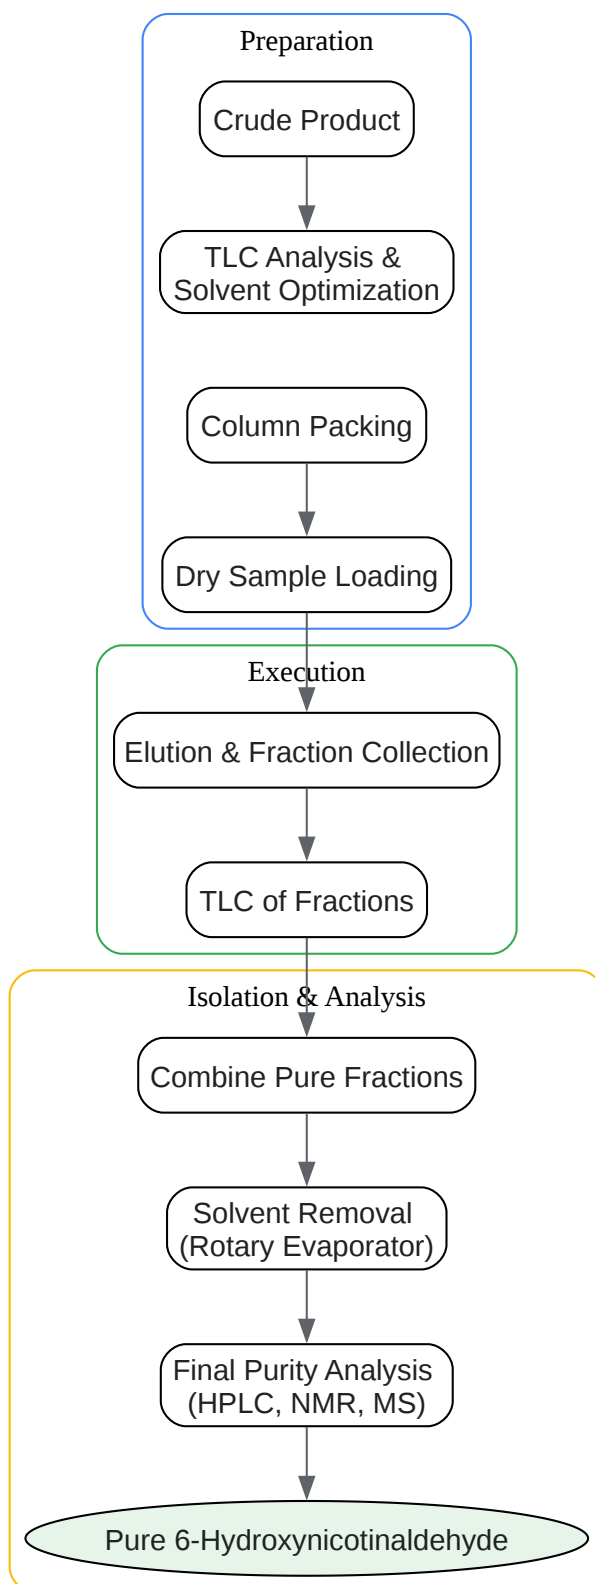 Preparation
Crude Product
TLC Analysis &
Solvent Optimization
Column Packing
Dry Sample Loading
Execution
Elution & Fraction Collection
TLC of Fractions
Isolation & Analysis
Combine Pure Fractions
Solvent Removal
(Rotary Evaporator)
Final Purity Analysis
(HPLC, NMR, MS)
Pure 6-Hydroxynicotinaldehyde